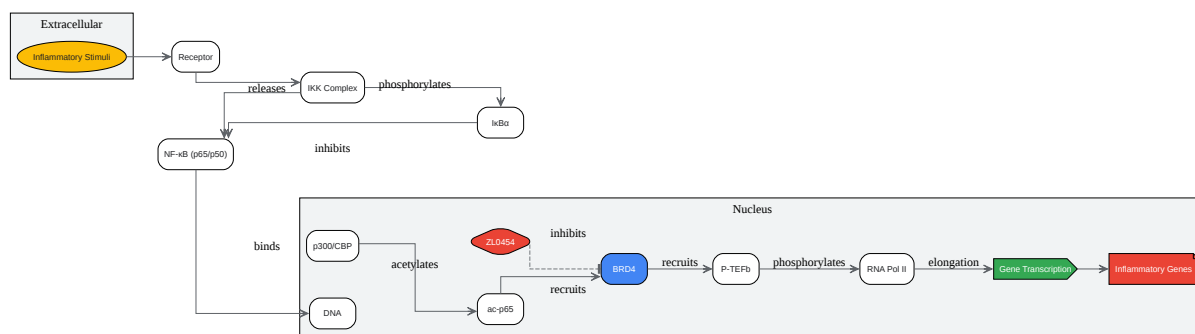 Extracellular
Inflammatory Stimuli
Receptor
releases
IKK Complex
phosphorylates
IκBα
NF-κB (p65/p50)
inhibits
Nucleus
binds
p300/CBP
acetylates
ZL0454
inhibits
BRD4
recruits
P-TEFb
phosphorylates
RNA Pol II
elongation
Gene Transcription
Inflammatory Genes
recruits
DNA
ac-p65